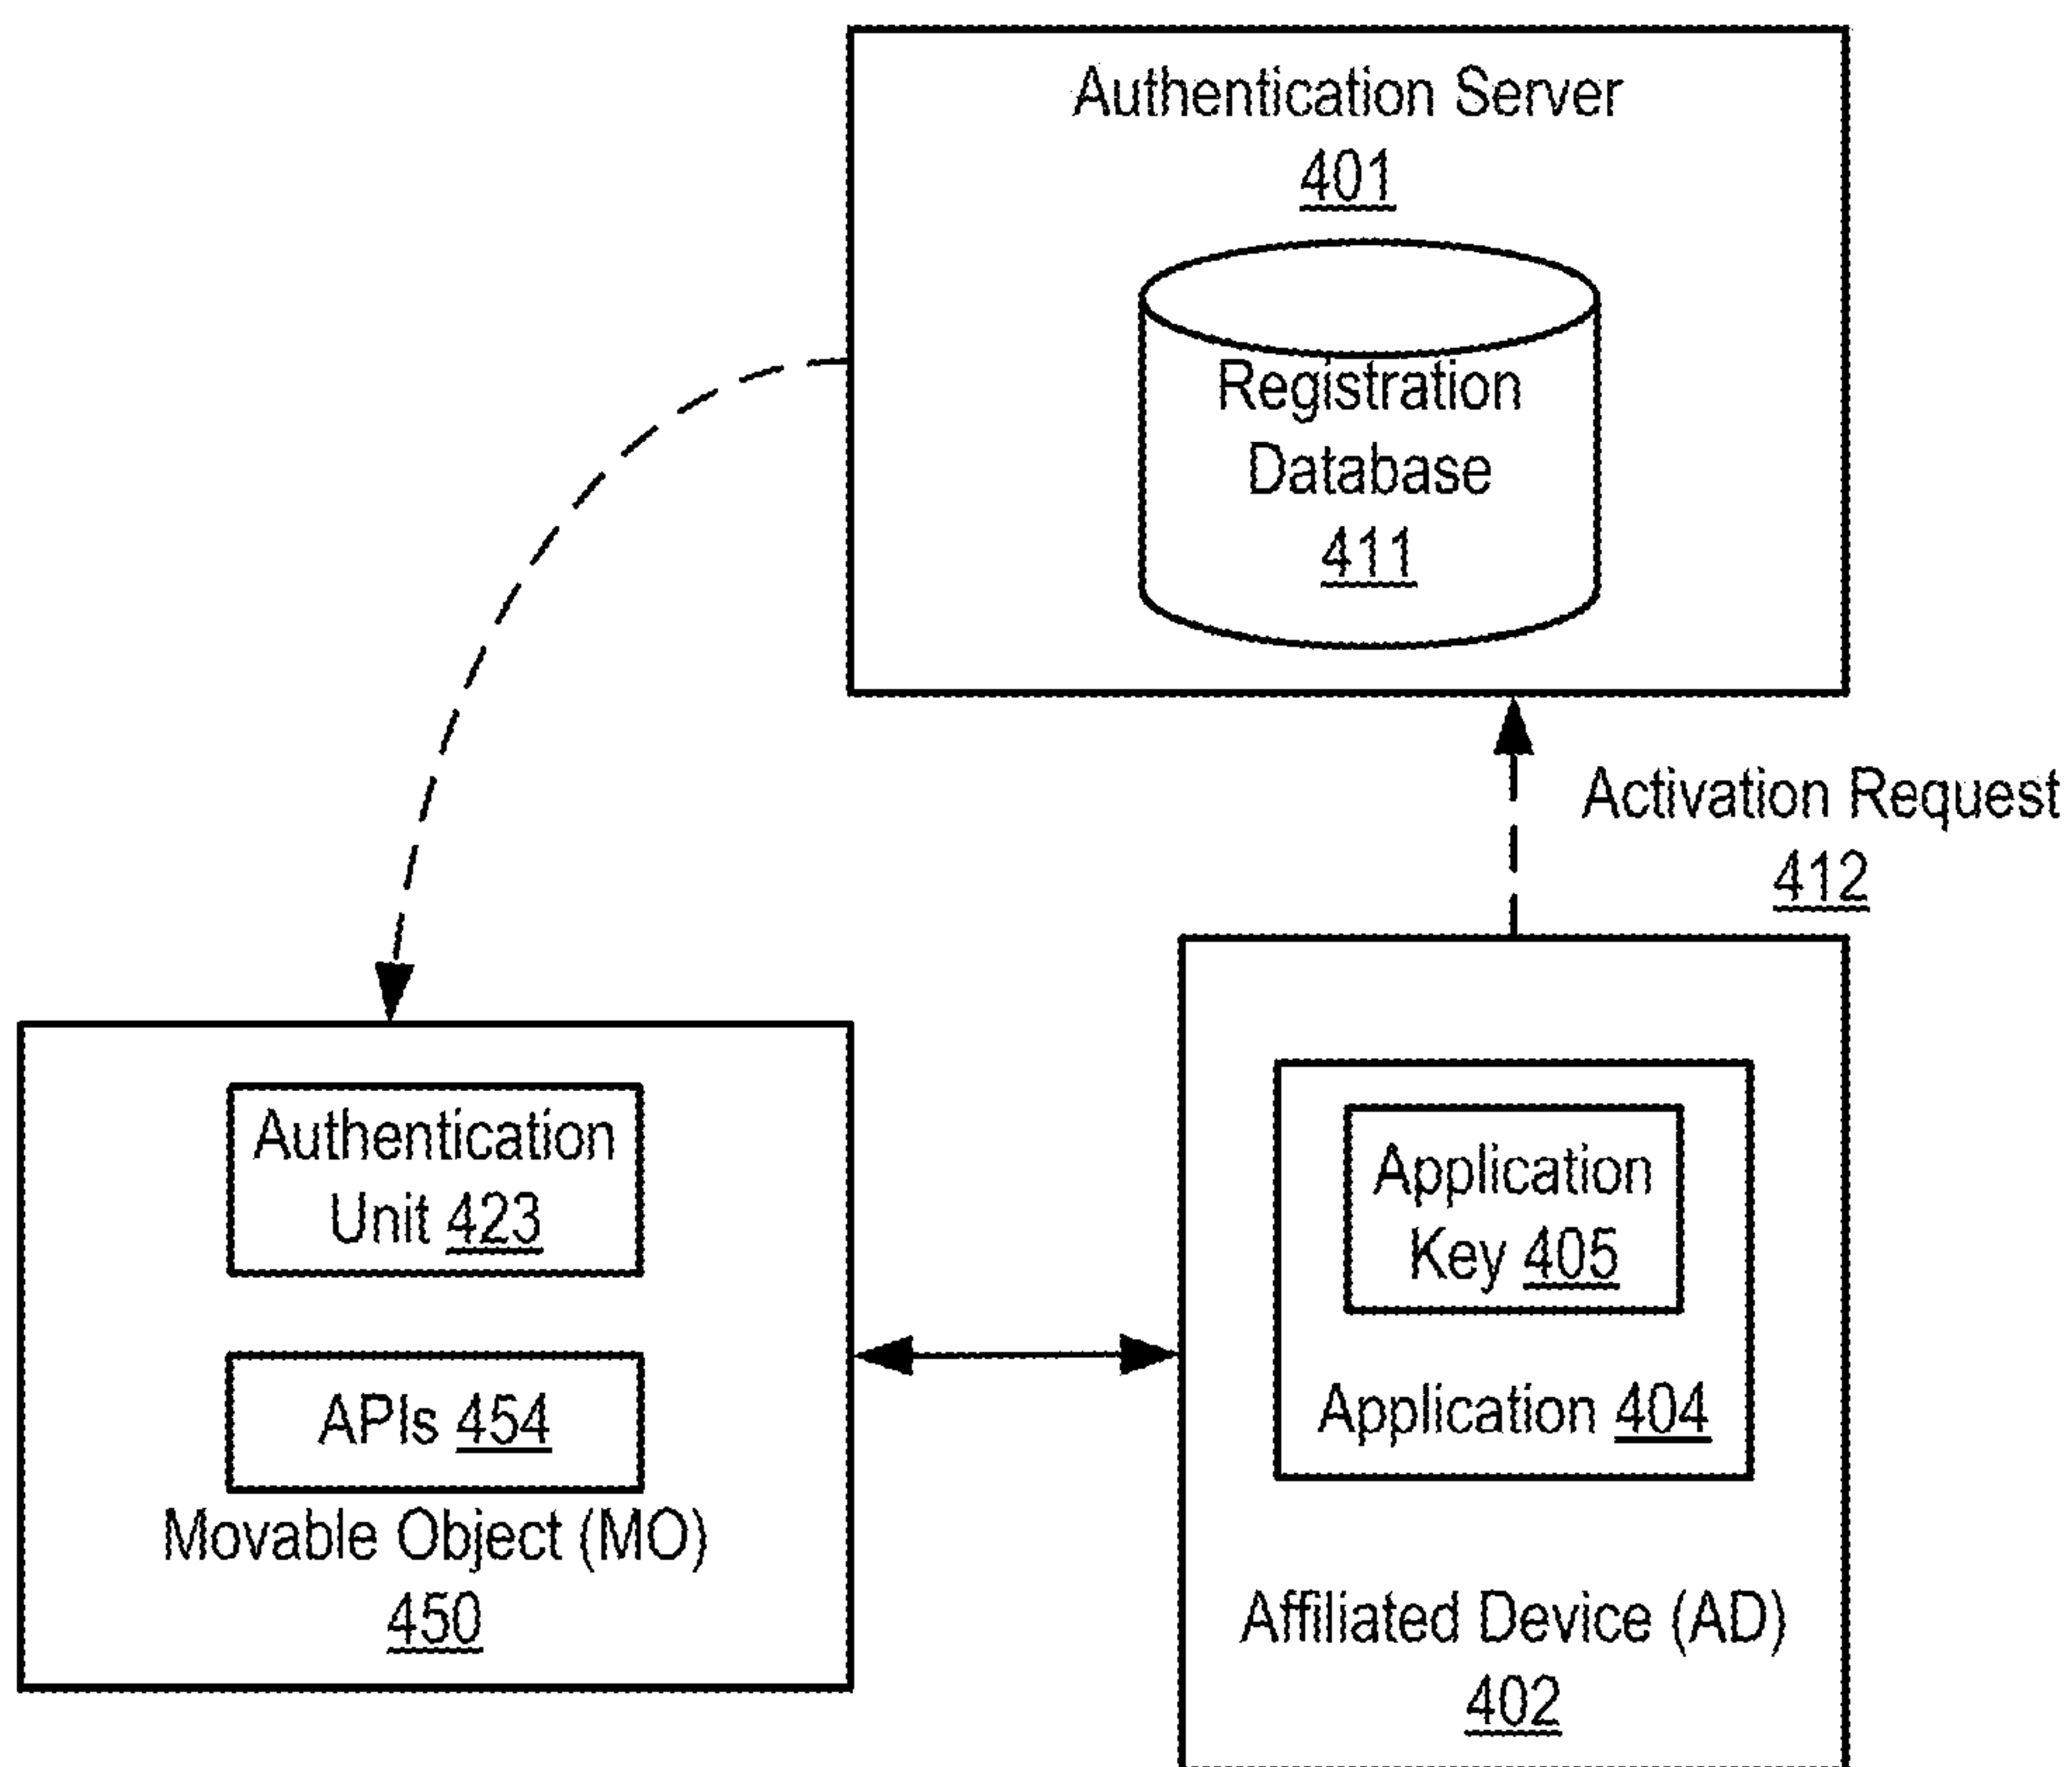 Authentication Server
401
Registration
Database
411
Activation Request
412
Authentication
Unit 423
APIs 454
Movable Object (MO)
450
Application
Key 405
Application 404
Affiliated Device (AD)
402